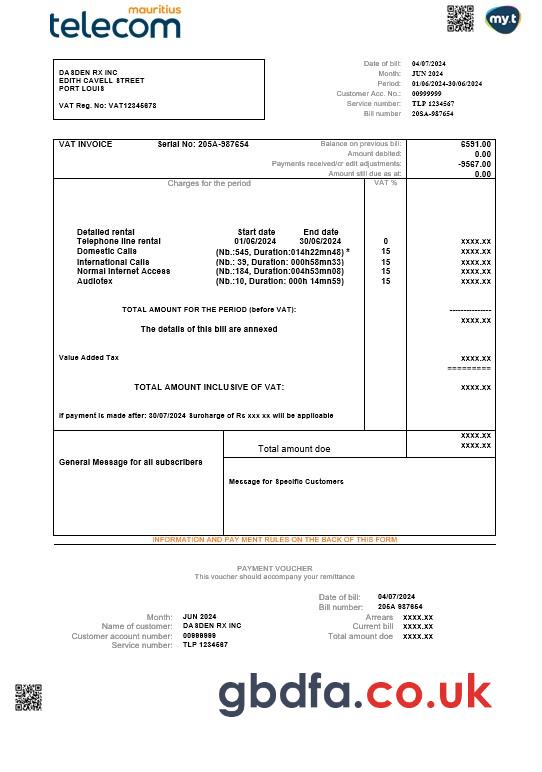 mauritius
telecom
my.t
Date of bill: 04/07/2024
Month: JUN 2024
Period: 01/06/2024-30/06/2024
Customer Acc. No.: 00999999
Service number: TLP 1234567
Bill number 205A-987654
DASDEN RX INC
EDITH CAVELL STREET
PORT LOUIS
VAT Reg. No: VAT12345678
VAT INVOICE Serial No: 205A-987654 Balance on previous bill: 6591.00
Amount debited: 0.00
Payments received/or edit adjustments: -9567.00
Amount still due as at: 0.00
Charges for the period VAT %
Detailed rental Start date End date
Telephone line rental 01/06/2024 30/06/2024 0 xxxx.xx
Domestic Calls (Nb.:545, Duration:014h22mn48) * 15 xxxx.xx
International Calls (Nb.: 39, Duration: 000h58mn33) 15 xxxx.xx
Normal Internet Access (Nb.:184, Duration:004h53mn08) 15 xxxx.xx
Audiotex (Nb.:10, Duration: 000h 14mn59) 15 xxxx.xx
TOTAL AMOUNT FOR THE PERIOD (before VAT): ---------------
xxxx.xx
The details of this bill are annexed
Value Added Tax xxxx.xx
=========
TOTAL AMOUNT INCLUSIVE OF VAT: xxxx.xx
If payment is made after: 30/07/2024 Suroharge of Rs xxx xx will be applicable
xxxx.xx
Total amount doe xxxx.xx
General Message for all subscribers
Message for Specific Customers
INFORMATION AND PAY MENT RULES ON THE BACK OF THIS FORM
PAYMENT VOUCHER
This voucher should accompany your remittance
Date of bill: 04/07/2024
Bill number: 205A 987654
Month: JUN 2024 Arrears xxxx.xx
Name of customer: DASDEN RX INC Current bill xxxx.xx
Customer account number: 00999999 Total amount doe xxxx.xx
Service number: TLP 1234567
gbdfa.co.uk